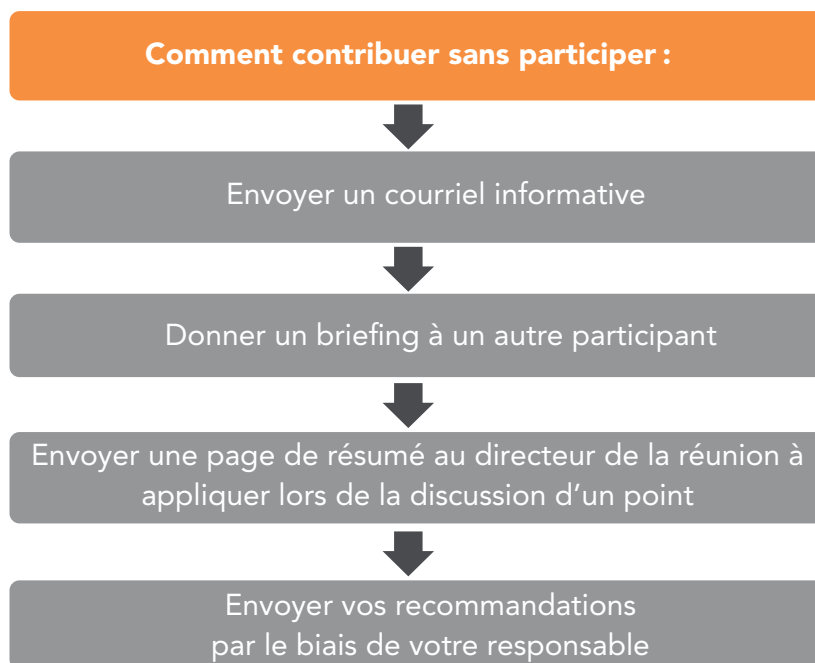 Comment contribuer sans participer :
Envoyer un courriel informative
Donner un briefing à un autre participant
Envoyer une page de résumé au directeur de la réunion à
appliquer lors de la discussion d’un point
Envoyer vos recommandations
par le biais de votre responsable